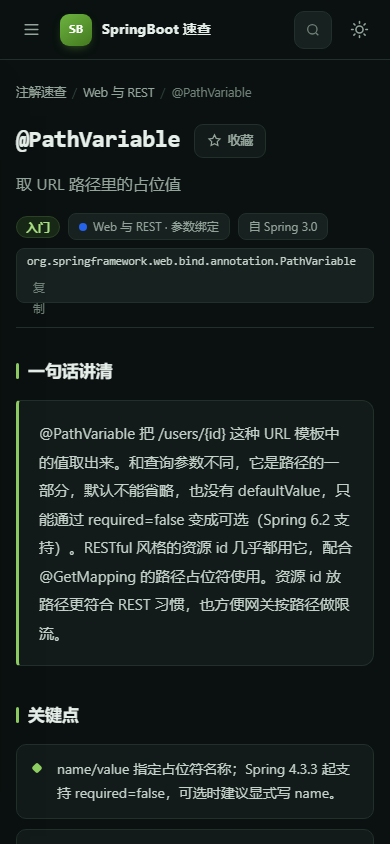 SB SpringBoot 速查
注解速查 / Web 与 REST / @PathVariable
@PathVariable 收藏
取 URL 路径里的占位值
入门 Web 与 REST · 参数绑定 自 Spring 3.0
org.springframework.web.bind.annotation.PathVariable
复
制
一句话讲清
@PathVariable 把 /users/{id} 这种 URL 模板中
的值取出来。和查询参数不同，它是路径的一
部分，默认不能省略，也没有 defaultValue，只
能通过 required=false 变成可选（Spring 6.2 支
持）。RESTful 风格的资源 id 几乎都用它，配合
@GetMapping 的路径占位符使用。资源 id 放
路径更符合 REST 习惯，也方便网关按路径做限
流。
关键点
name/value 指定占位符名称；Spring 4.3.3 起支
持 required=false，可选时建议显式写 name。